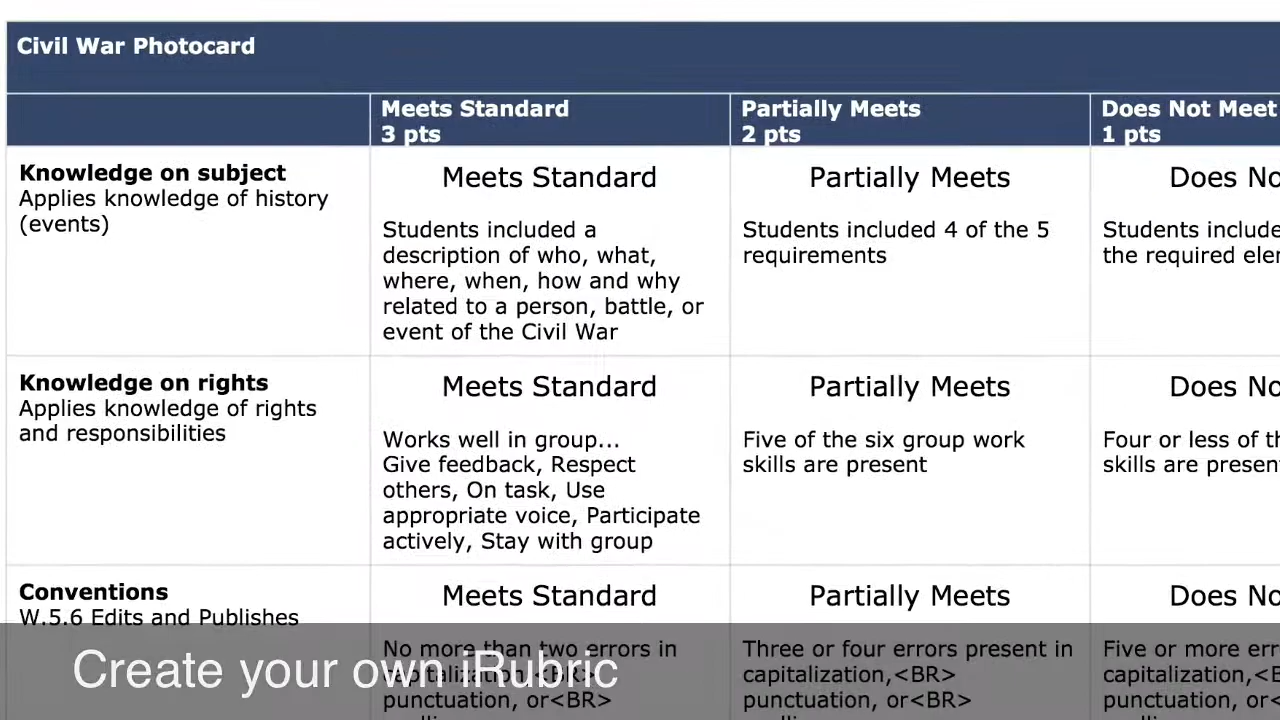 Civil War Photocard
Meets Standard
3 pts
Partially Meets
2 pts
Does Not Meet
1 pts
Knowledge on subject
Applies knowledge of history
(events)
Meets Standard
Students included a
description of who, what,
where, when, how and why
related to a person, battle, or
event of the Civil War
Partially Meets
Students included 4 of the 5
requirements
Does
Students
the required
Knowledge on rights
Applies knowledge of rights
and responsibilities
Meets Standard
Works well in group...
Give feedback, Respect
others, On task, Use
appropriate voice, Participate
actively, Stay with group
Partially Meets
Five of the six group work
skills are present
Does
Four or less of
skills are
Conventions
W.5.6 Edits and Publishes
Meets Standard
No more than two errors in
capitalization,<BR>
punctuation, or<BR>
Partially Meets
Three or four errors present in
capitalization,<BR>
punctuation, or<BR>
Does
Five or more
capitalization,
punctuation, or
Create your own iRubric